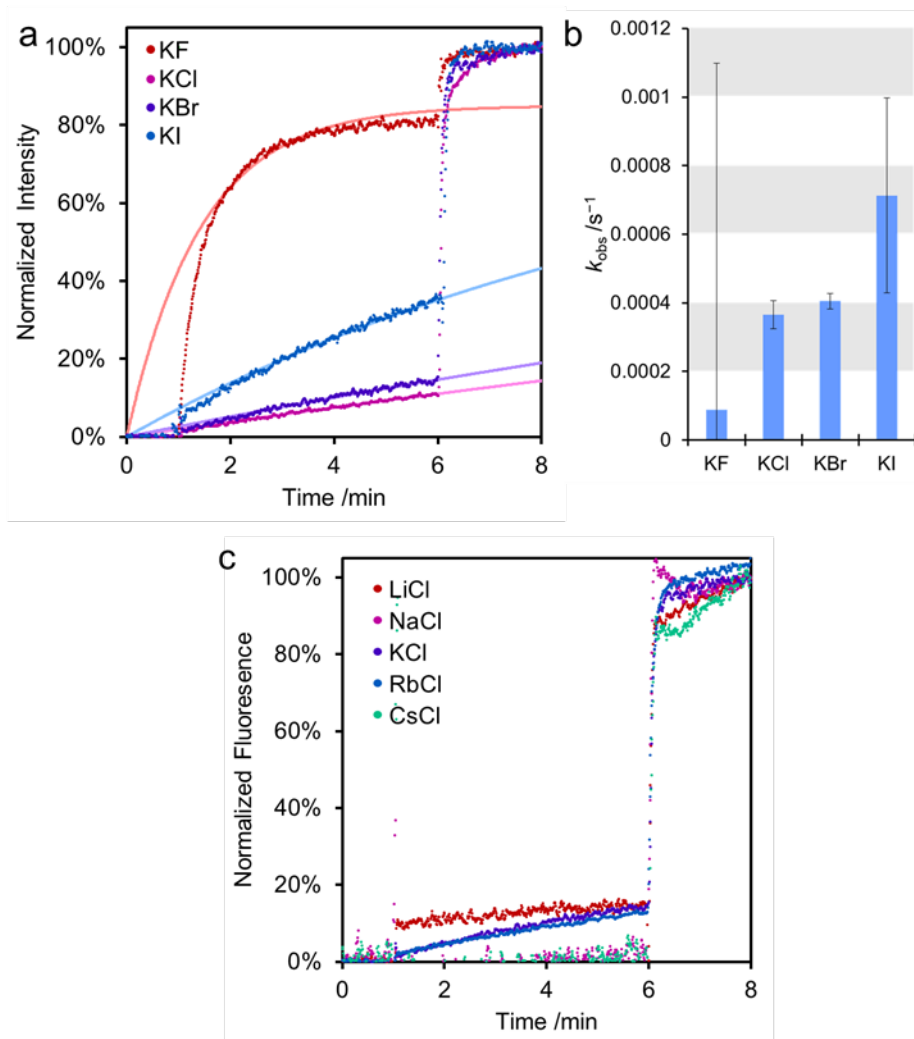 a
100%
80%
60%
40%
20%
0%
Normalized Intensity
KF
KCl
KBr
KI
0 2 4 6 8
Time /min
b
0.0012
0.001
0.0008
0.0006
0.0004
0.0002
0
kobs /s⁻¹
KF KCl KBr KI
c
100%
80%
60%
40%
20%
0%
Normalized Fluoresence
LiCl
NaCl
KCl
RbCl
CsCl
0 2 4 6 8
Time /min